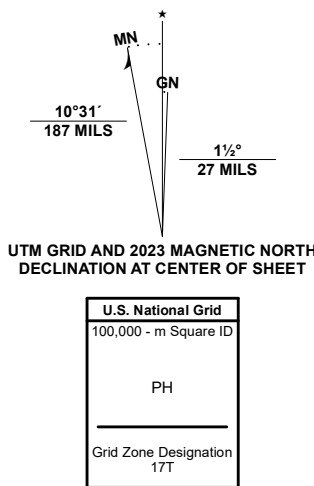 ★
MN
GN
10°31´
187 MILS
1½°
27 MILS
UTM GRID AND 2023 MAGNETIC NORTH
DECLINATION AT CENTER OF SHEET
U.S. National Grid
100,000 - m Square ID
PH
Grid Zone Designation
17T